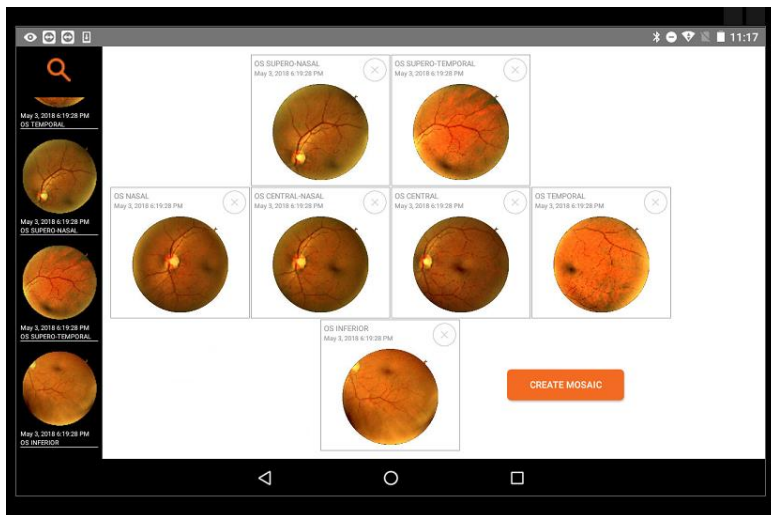 11:17
May 3, 2018 6:19:28 PM
OS TEMPORAL
May 3, 2018 6:19:28 PM
OS SUPERO-NASAL
May 3, 2018 6:19:28 PM
OS SUPERO-TEMPORAL
May 3, 2018 6:19:28 PM
OS INFERIOR
OS SUPERO-NASAL
May 3, 2018 6:19:28 PM
OS SUPERO-TEMPORAL
May 3, 2018 6:19:28 PM
OS NASAL
May 3, 2018 6:19:28 PM
OS CENTRAL-NASAL
May 3, 2018 6:19:28 PM
OS CENTRAL
May 3, 2018 6:19:28 PM
OS TEMPORAL
May 3, 2018 6:19:28 PM
OS INFERIOR
May 3, 2018 6:19:28 PM
CREATE MOSAIC